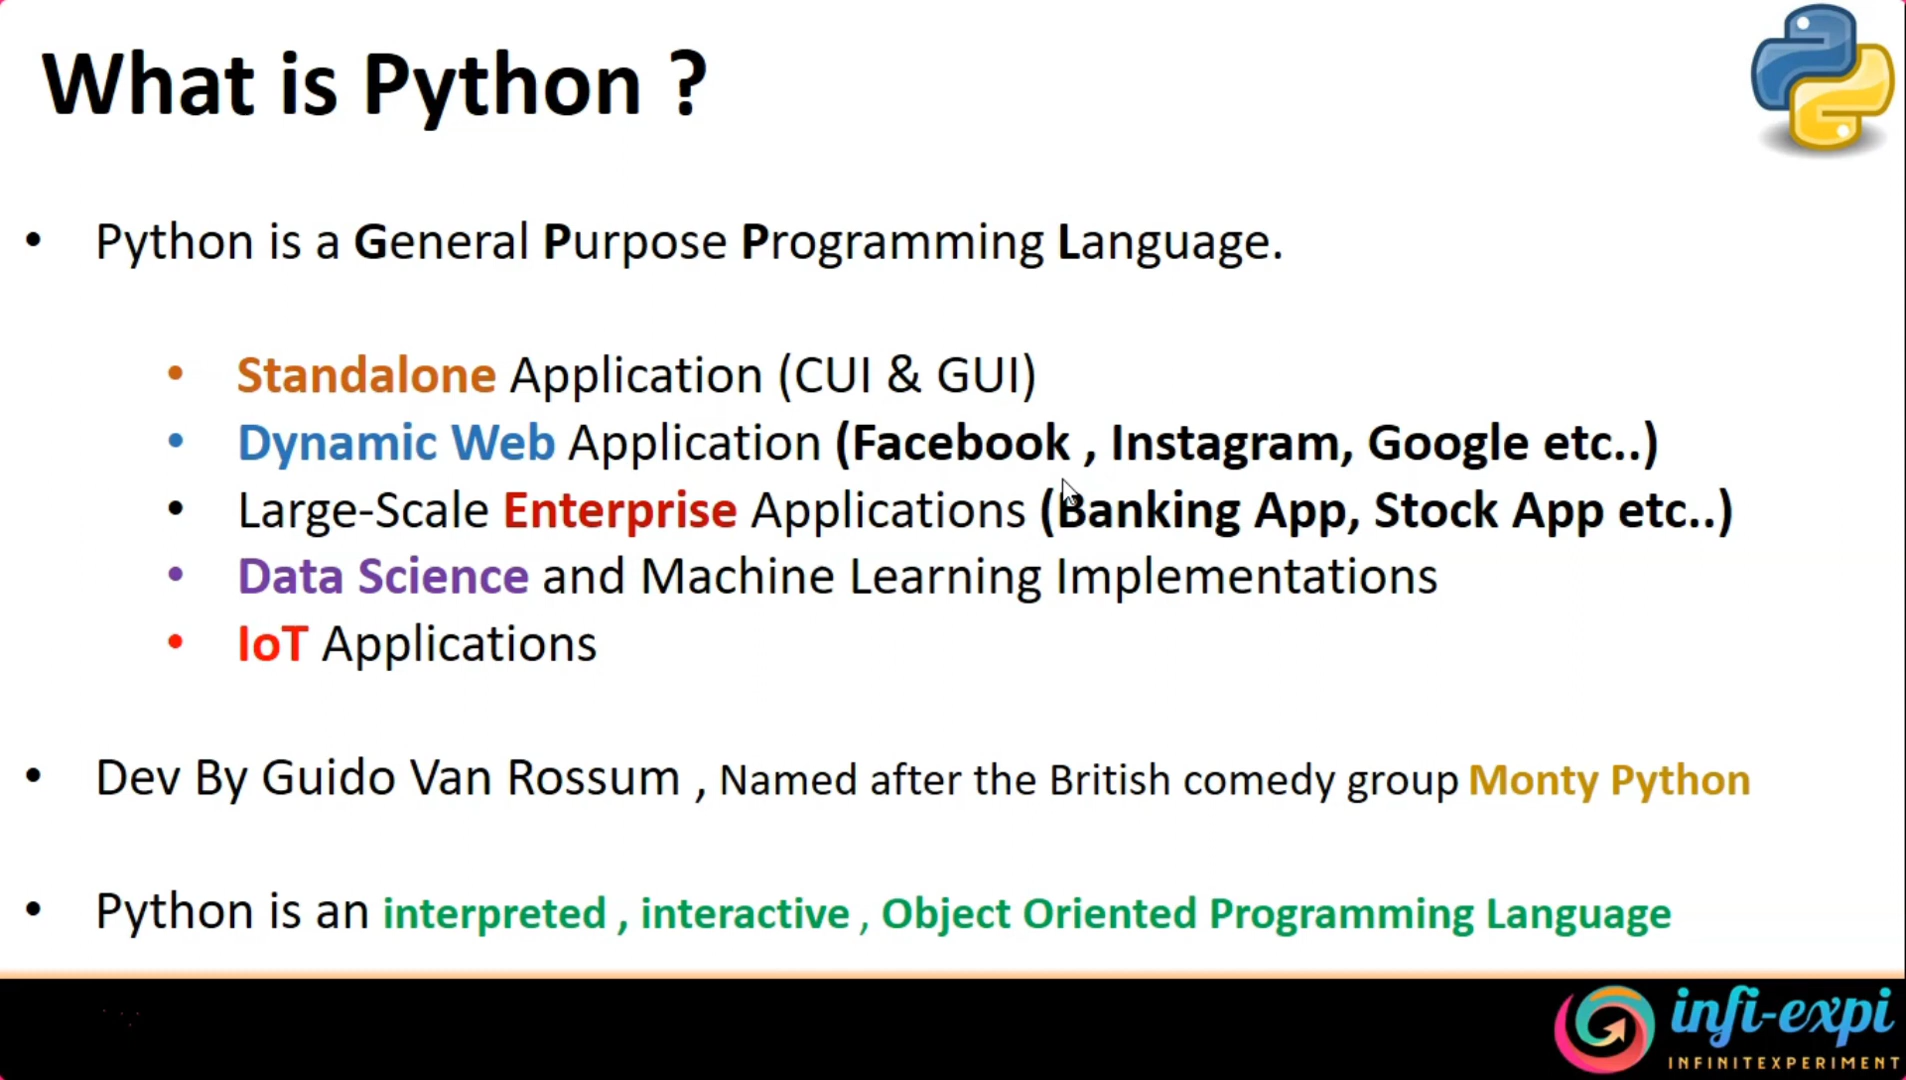 What is Python ?
• Python is a General Purpose Programming Language.
• Standalone Application (CUI & GUI)
• Dynamic Web Application (Facebook , Instagram, Google etc..)
• Large-Scale Enterprise Applications (Banking App, Stock App etc..)
• Data Science and Machine Learning Implementations
• IoT Applications
• Dev By Guido Van Rossum , Named after the British comedy group Monty Python
• Python is an interpreted , interactive , Object Oriented Programming Language
infi-expi
INFINITEXPERIMENT